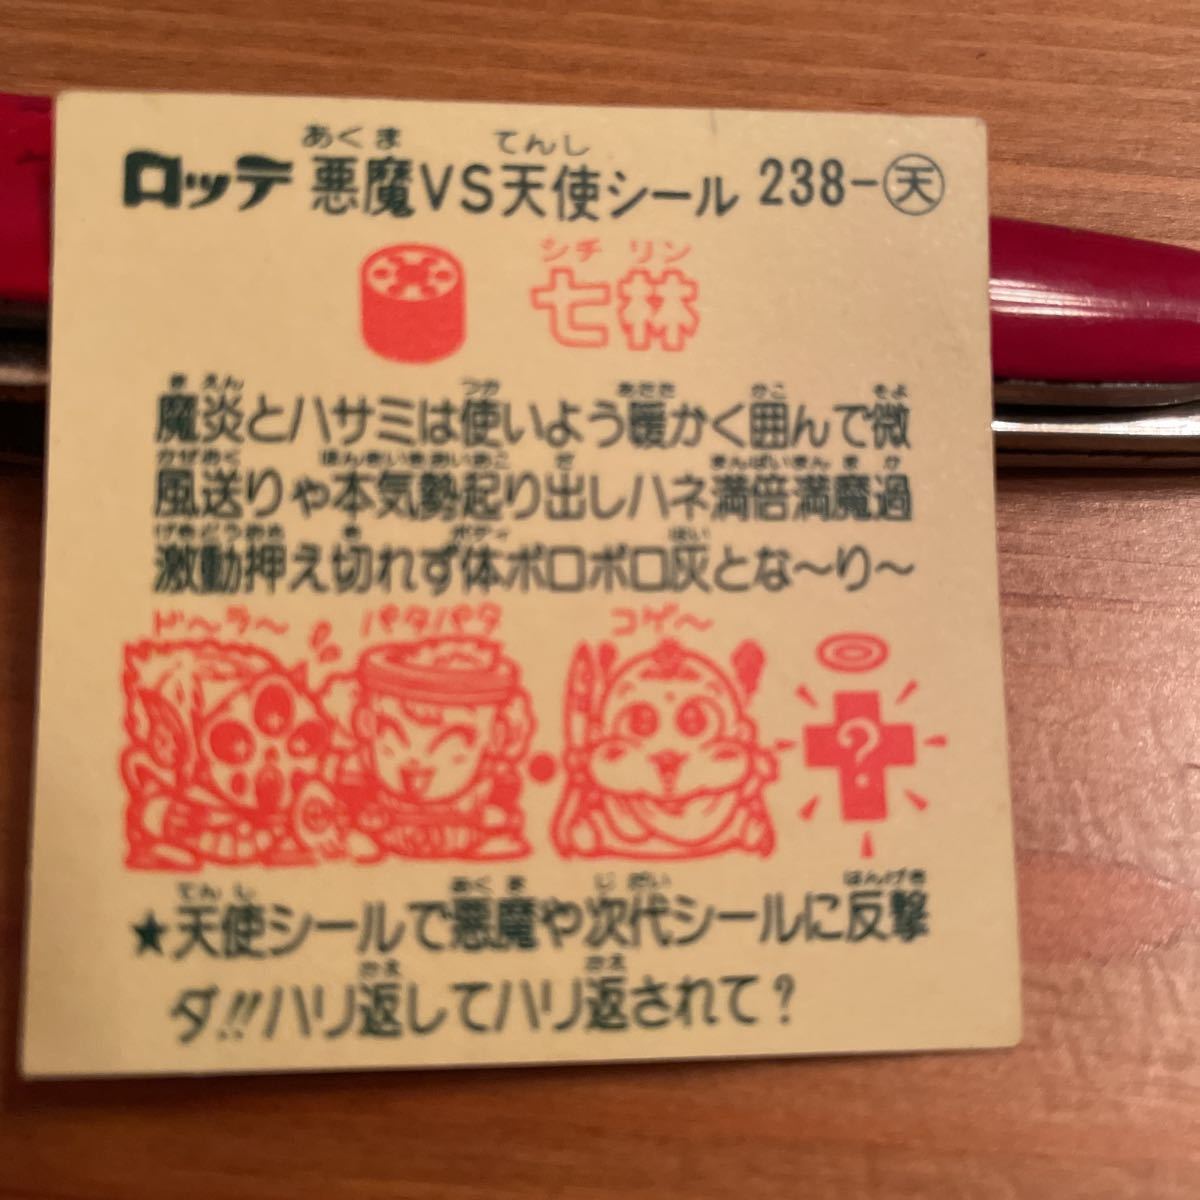 あくま てんし
ロッテ 悪魔VS天使シール 238-天
シチ リン
七林
まえん つか あたた かこ そよ
魔炎とハサミは使いよう暖かく囲んで微
かぜおく ほんきいきおいおこ だ まんばいまんまか
風送りゃ本気勢起り出しハネ満倍満魔過
げきどうおさ き ボディ はい
激動押え切れず体ボロボロ灰とな〜り〜
ド〜ラ〜 パタパタ コゲ〜
?
てんし あくま じだい はんげき
★天使シールで悪魔や次代シールに反撃
かえ かえ
ダ!!ハリ返してハリ返されて?